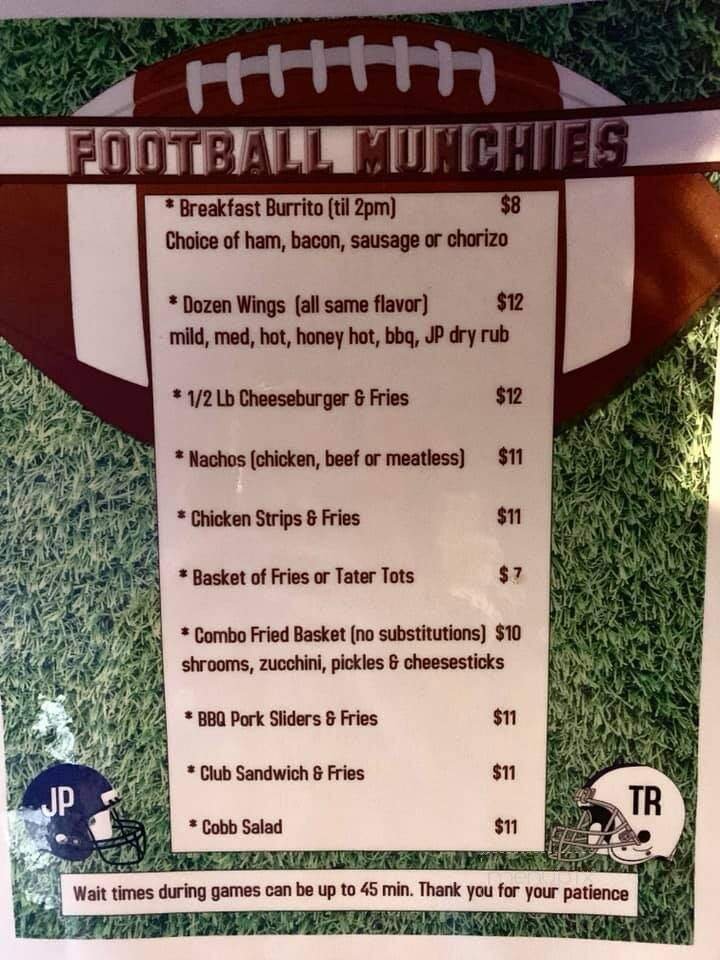 FOOTBALL MUNCHIES
* Breakfast Burrito (til 2pm) $8
Choice of ham, bacon, sausage or chorizo
* Dozen Wings (all same flavor) $12
mild, med, hot, honey hot, bbq, JP dry rub
* 1/2 Lb Cheeseburger & Fries $12
* Nachos (chicken, beef or meatless) $11
* Chicken Strips & Fries $11
* Basket of Fries or Tater Tots $ 7
* Combo Fried Basket (no substitutions) $10
shrooms, zucchini, pickles & cheesesticks
* BBQ Pork Sliders & Fries $11
* Club Sandwich & Fries $11
* Cobb Salad $11
JP
TR
Wait times during games can be up to 45 min. Thank you for your patience